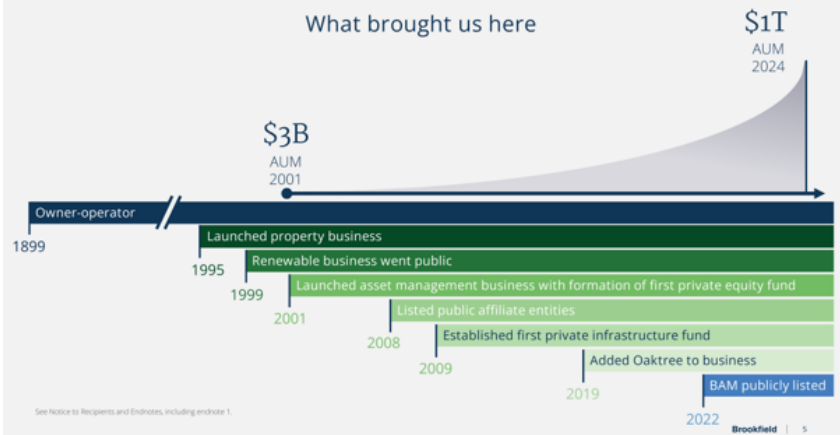 What brought us here
$1T
AUM
2024
$3B
AUM
2001
Owner-operator
1899
Launched property business
1995
Renewable business went public
1999
Launched asset management business with formation of first private equity fund
2001
Listed public affiliate entities
2008
Established first private infrastructure fund
2009
Added Oaktree to business
2019
BAM publicly listed
2022
See Notice to Recipients and Endnotes, including endnote 1.
Brookfield | 5